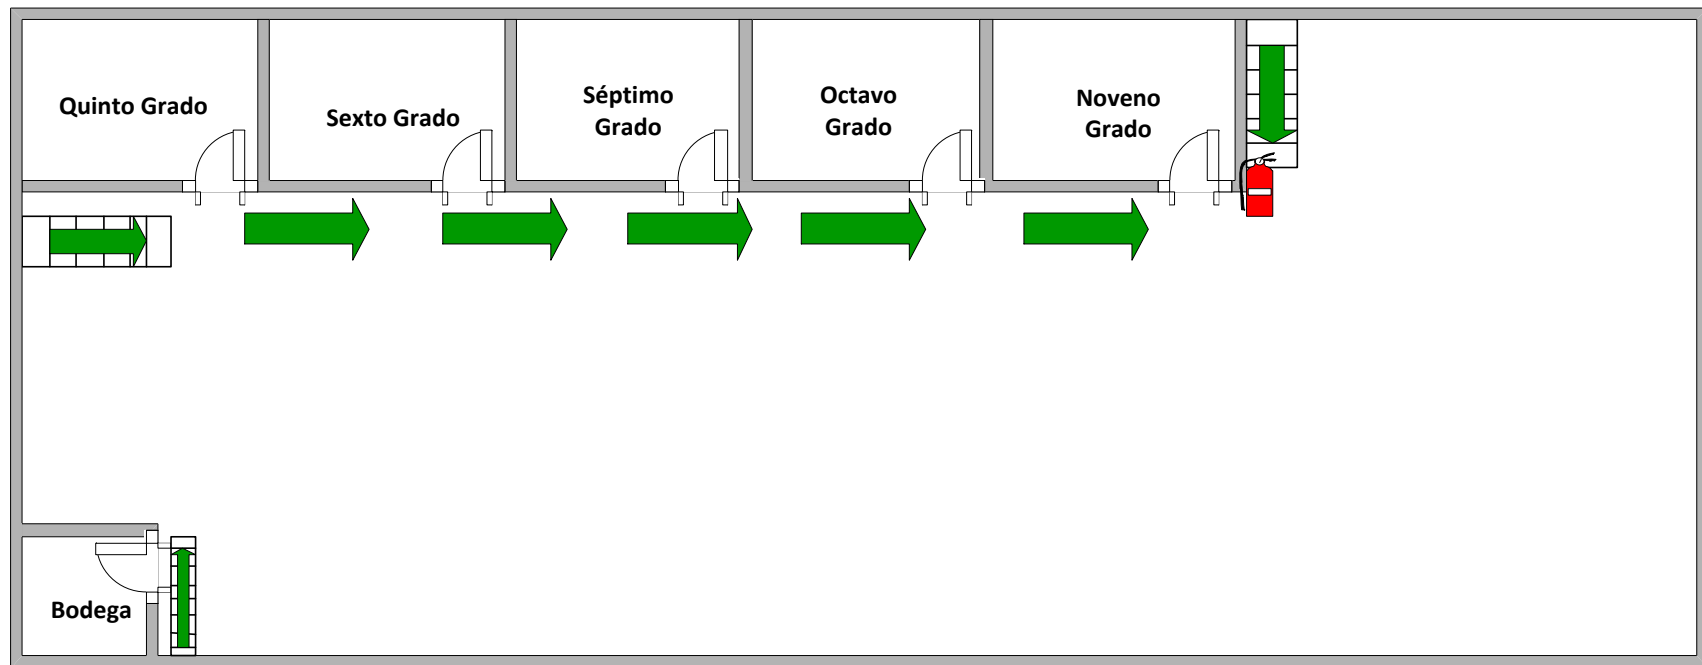 Quinto Grado
Sexto Grado
Séptimo
Grado
Octavo
Grado
Noveno
Grado
Bodega